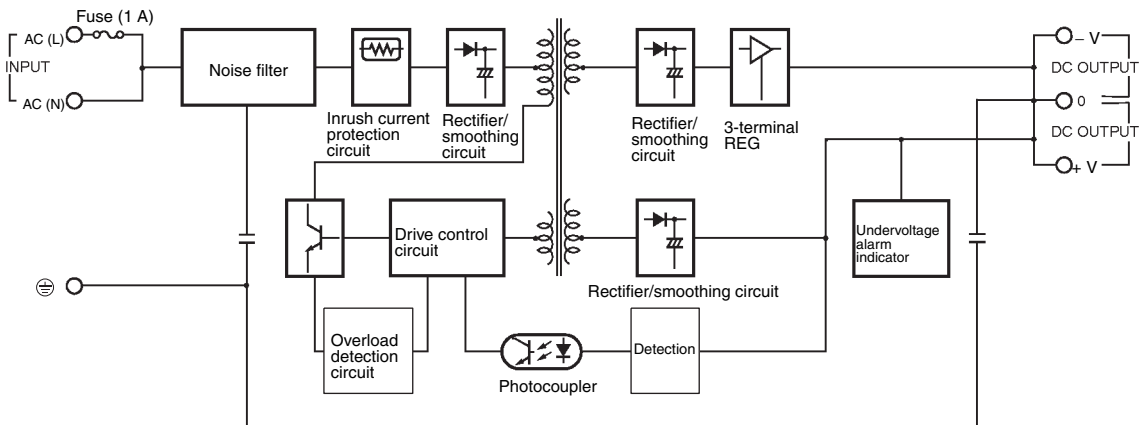 Fuse (1 A)
AC (L)
INPUT
AC (N)
Noise filter
Inrush current
protection
circuit
Rectifier/
smoothing
circuit
Rectifier/
smoothing
circuit
3-terminal
REG
– V
DC OUTPUT
0
DC OUTPUT
+ V
Drive control
circuit
Rectifier/smoothing circuit
Undervoltage
alarm
indicator
Overload
detection
circuit
Photocoupler
Detection